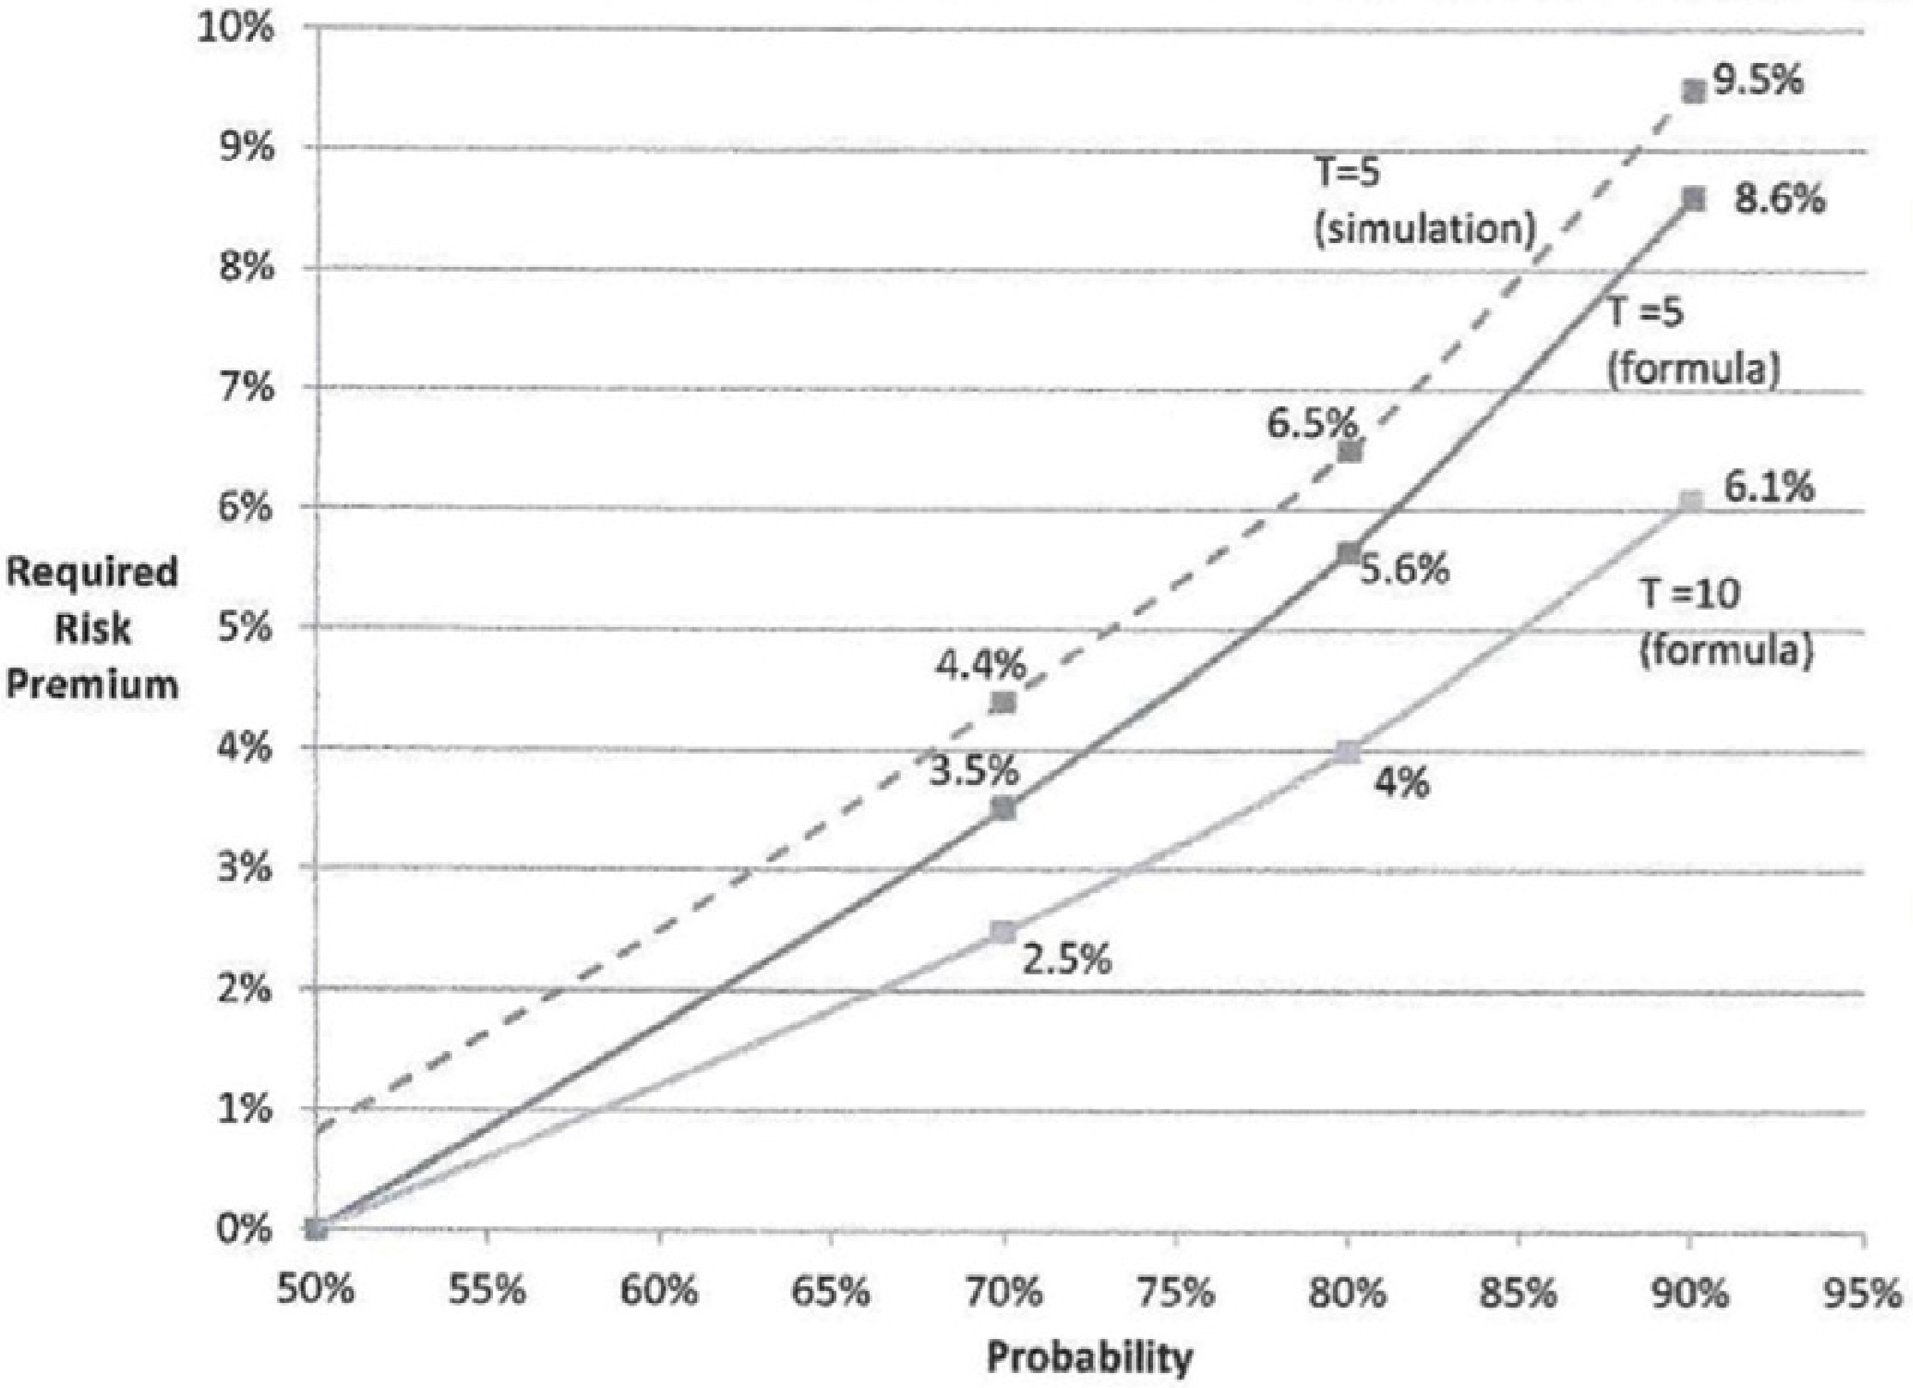 10%
9.5%
9%
T=5
(simulation)
8.6%
8%
T =5
(formula)
7%
6.5%
6%
6.1%
5.6%
Required
Risk
Premium
T =10
(formula)
5%
4.4%
4%
3.5%
4%
3%
2.5%
2%
1%
0%
50% 55% 60% 65% 70% 75% 80% 85% 90% 95%
Probability